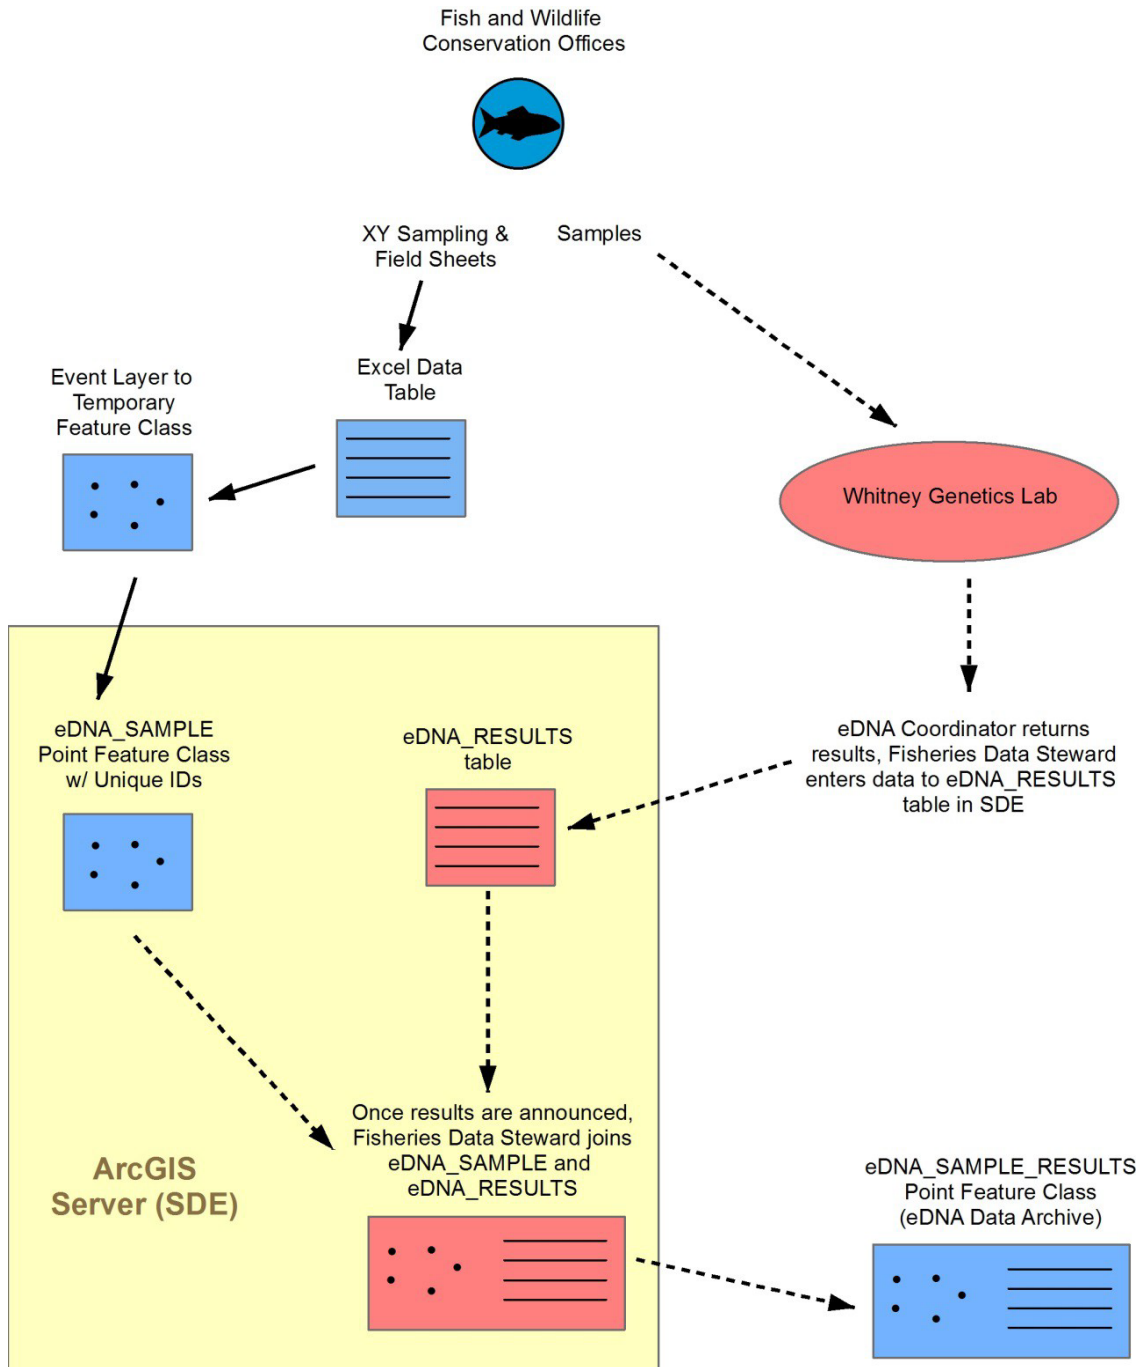 Fish and Wildlife
Conservation Offices
XY Sampling &
Field Sheets
Samples
Excel Data
Table
Event Layer to
Temporary
Feature Class
Whitney Genetics Lab
eDNA_SAMPLE
Point Feature Class
w/ Unique IDs
eDNA_RESULTS
table
eDNA Coordinator returns
results, Fisheries Data Steward
enters data to eDNA_RESULTS
table in SDE
Once results are announced,
Fisheries Data Steward joins
eDNA_SAMPLE and
eDNA_RESULTS
ArcGIS
Server (SDE)
eDNA_SAMPLE_RESULTS
Point Feature Class
(eDNA Data Archive)